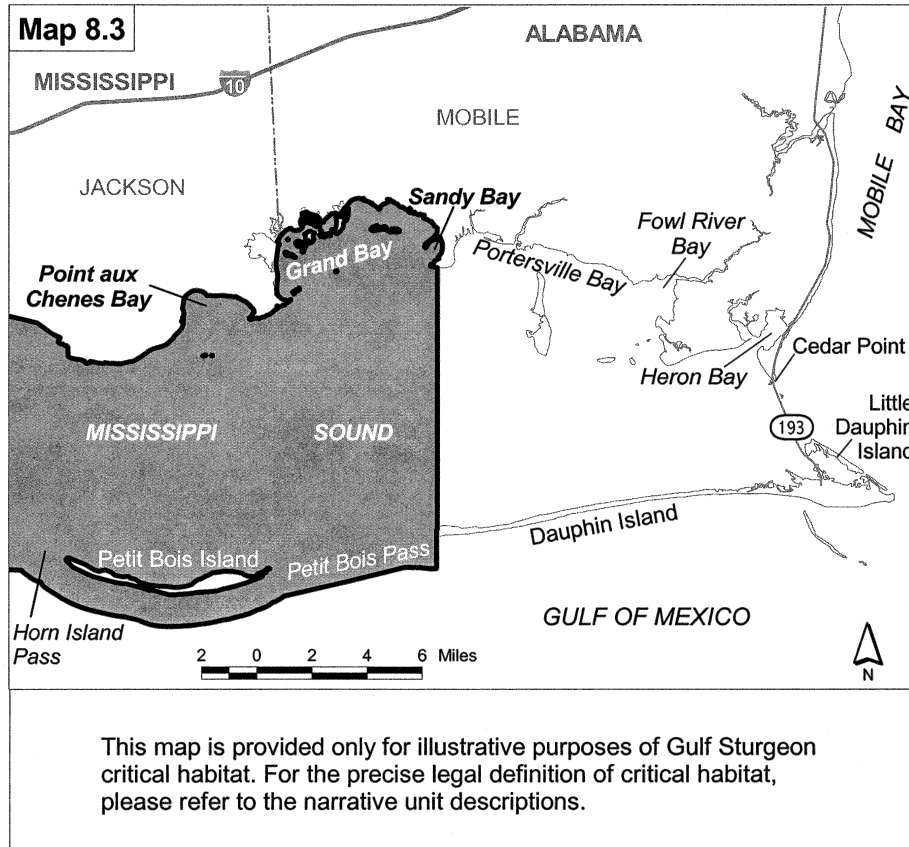 Map 8.3
ALABAMA
MISSISSIPPI
10
MOBILE
MOBILE BAY
JACKSON
Sandy Bay
Fowl River
Bay
Grand Bay
Portersville Bay
Point aux
Chenes Bay
Cedar Point
Heron Bay
Little
Dauphin
Island
193
MISSISSIPPI SOUND
Dauphin Island
Petit Bois Island
Petit Bois Pass
GULF OF MEXICO
Horn Island
Pass
2 0 2 4 6 Miles
N
This map is provided only for illustrative purposes of Gulf Sturgeon
critical habitat. For the precise legal definition of critical habitat,
please refer to the narrative unit descriptions.